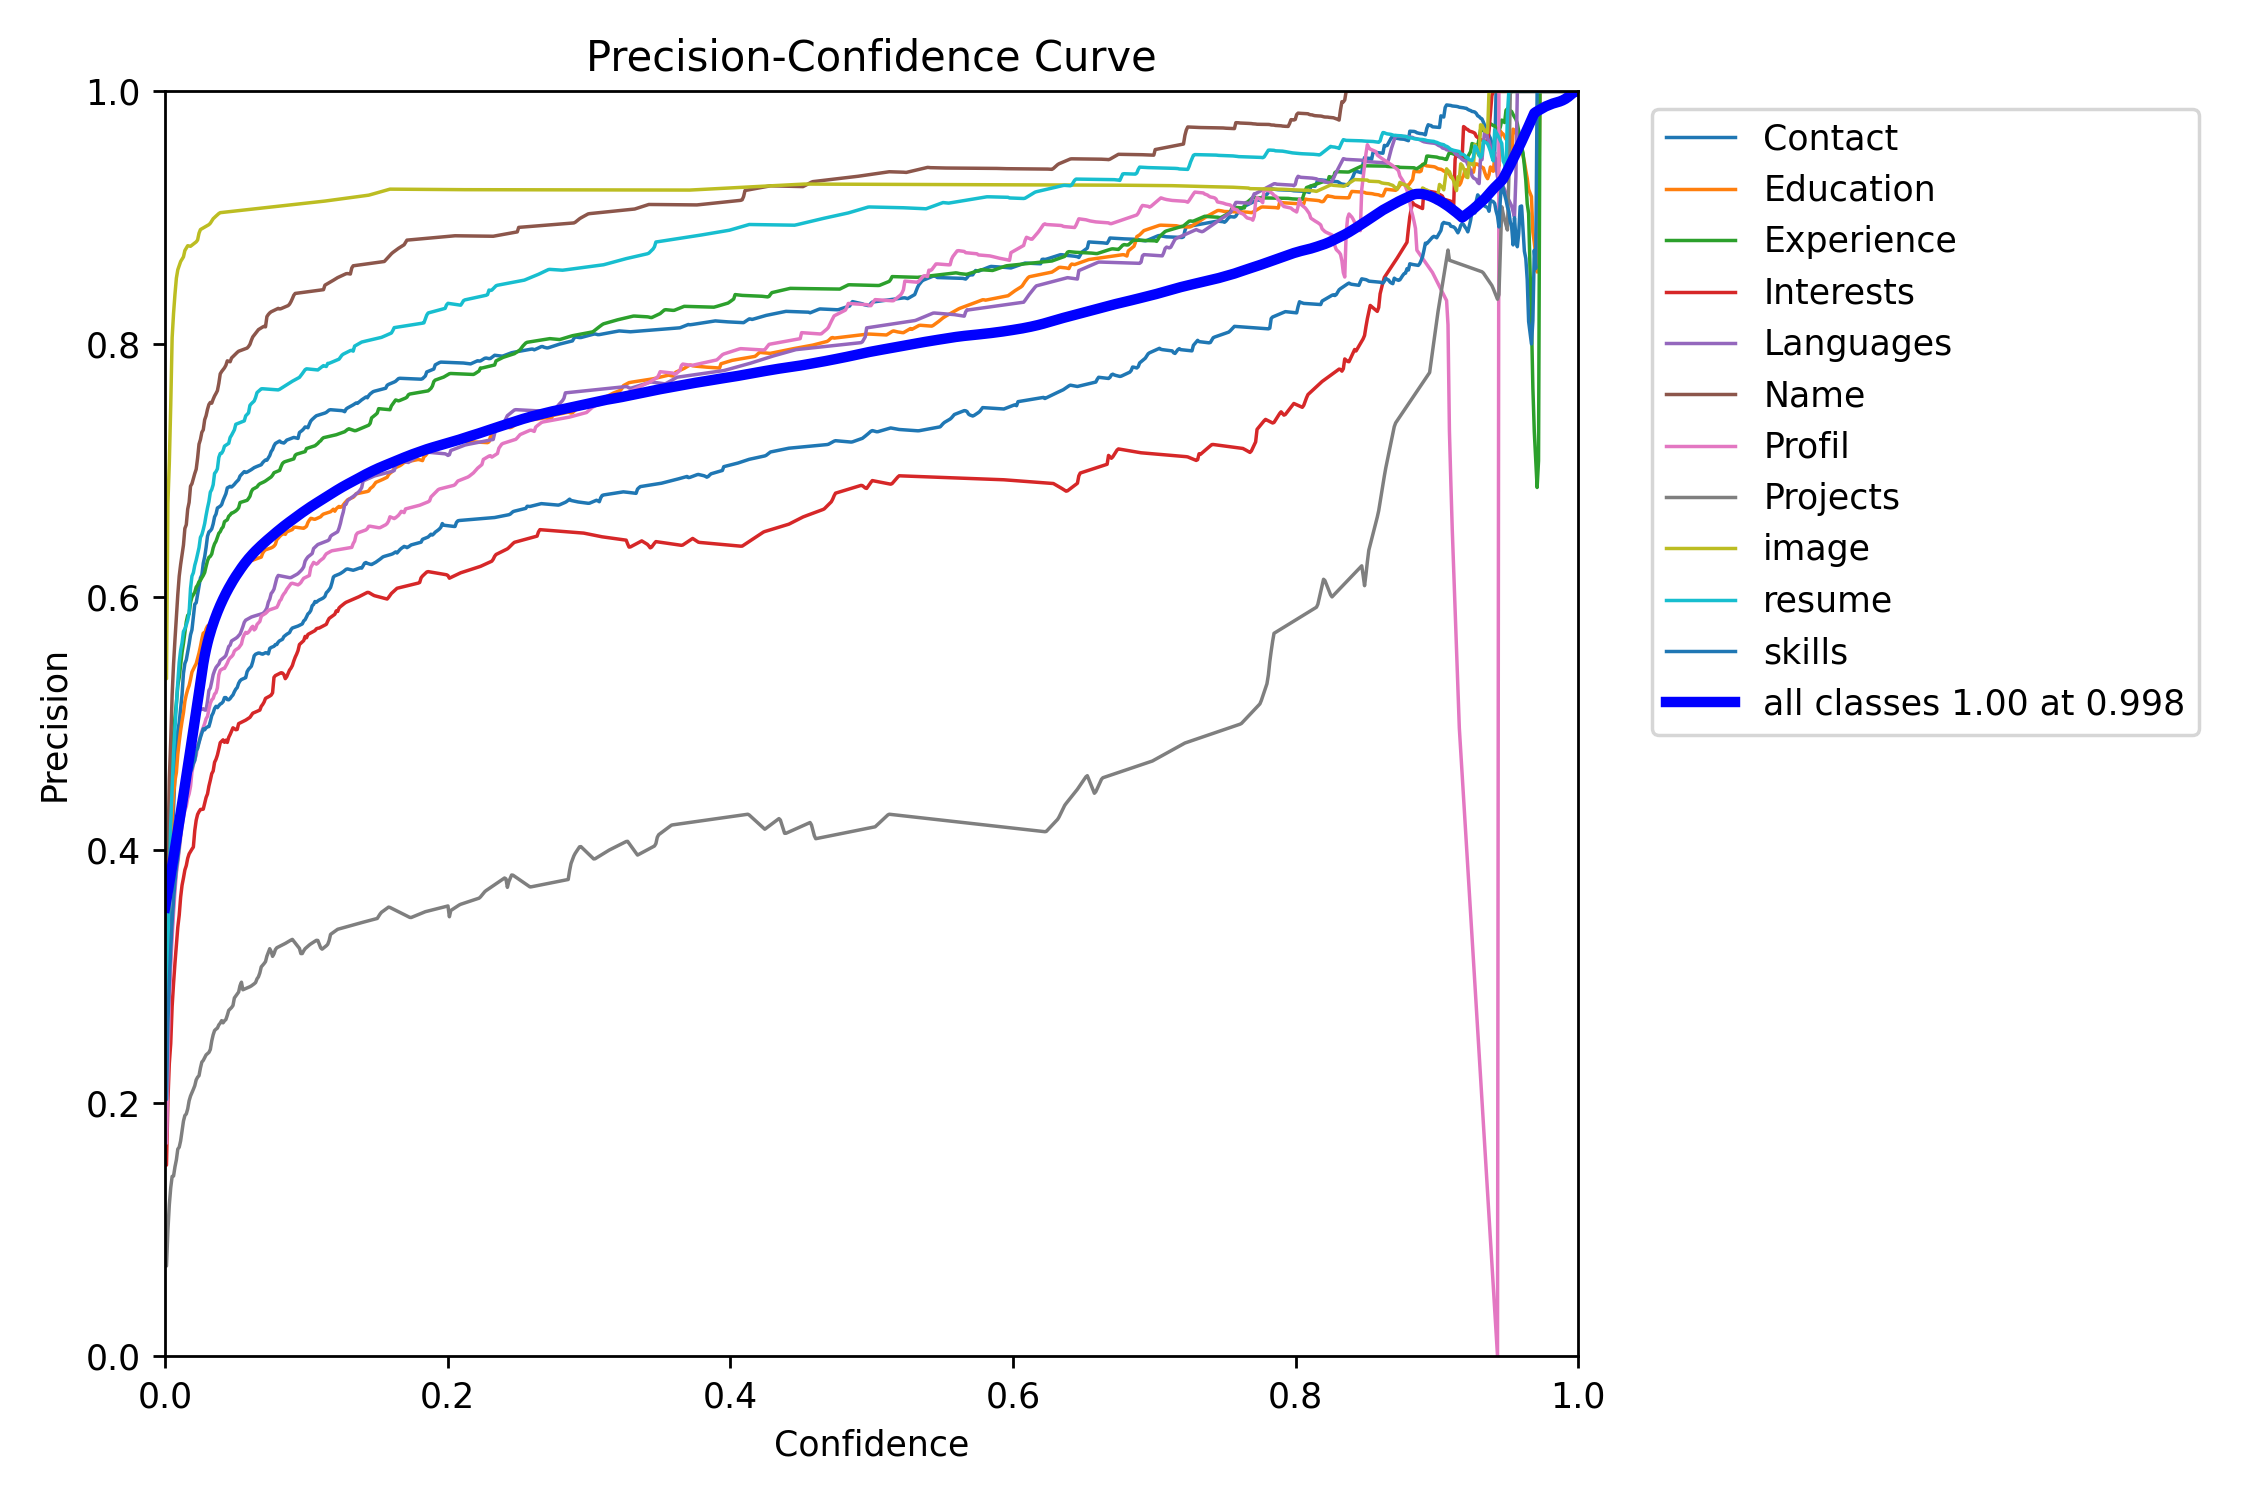 Precision-Confidence Curve
1.0
0.8
0.6
0.4
0.2
0.0
Precision
0.0 0.2 0.4 0.6 0.8 1.0
Confidence
Contact
Education
Experience
Interests
Languages
Name
Profil
Projects
image
resume
skills
all classes 1.00 at 0.998